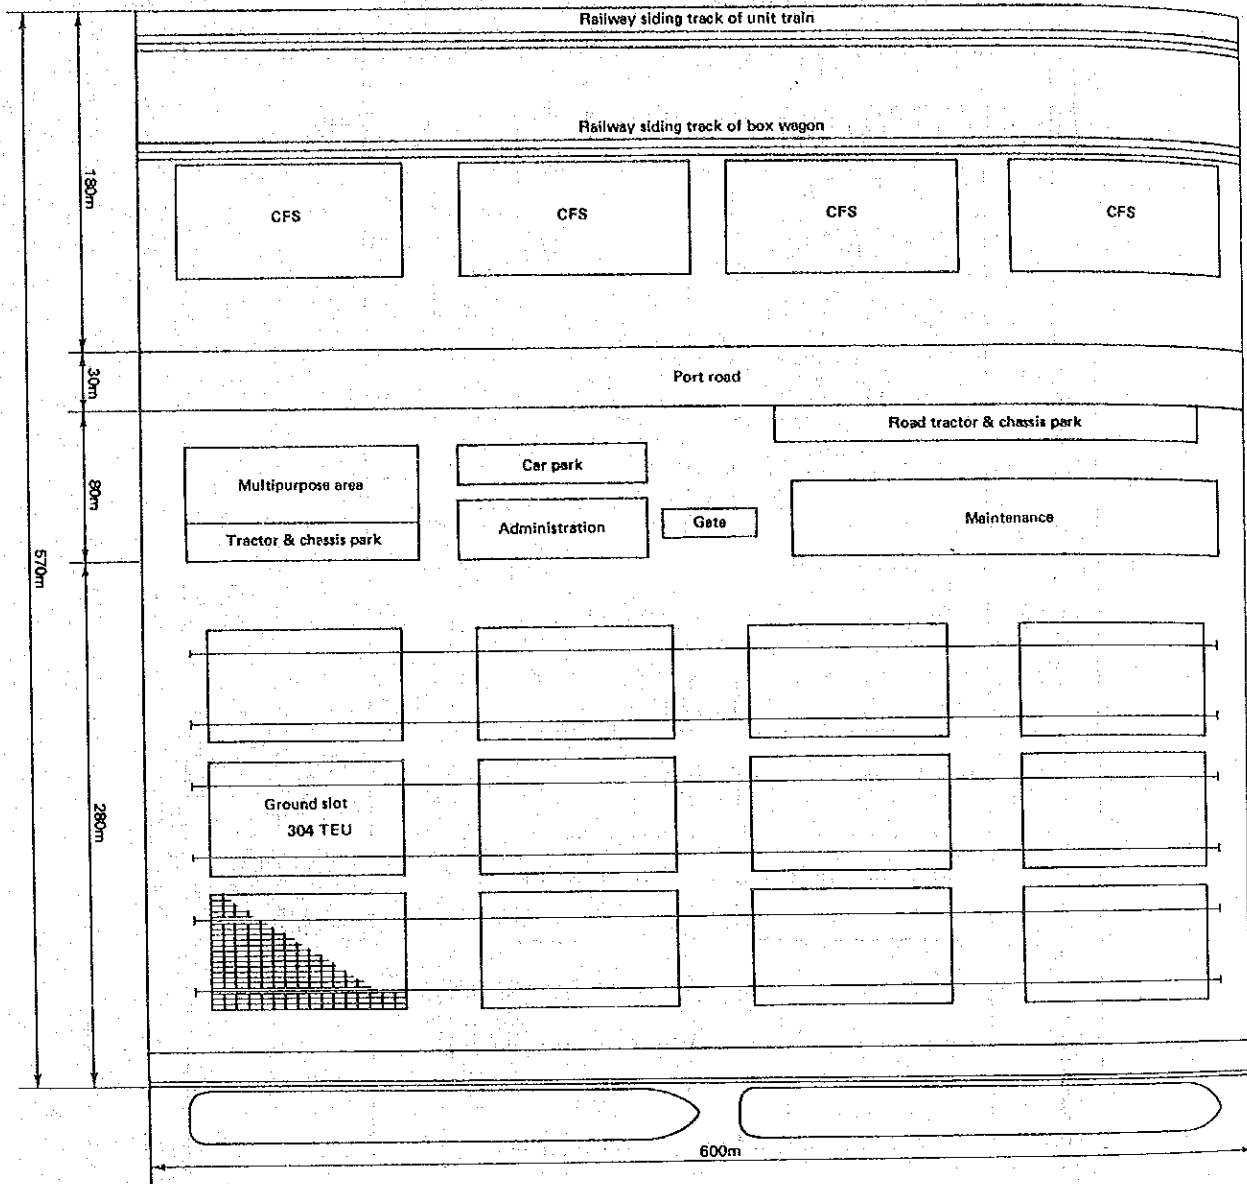 Railway siding track of unit train
Railway siding track of box wagon
180m
CFS
CFS
CFS
CFS
30m
Port road
Road tractor & chassis park
80m
Multipurpose area
Car park
Tractor & chassis park
Administration
Gate
Maintenance
570m
280m
Ground slot
304 TEU
600m